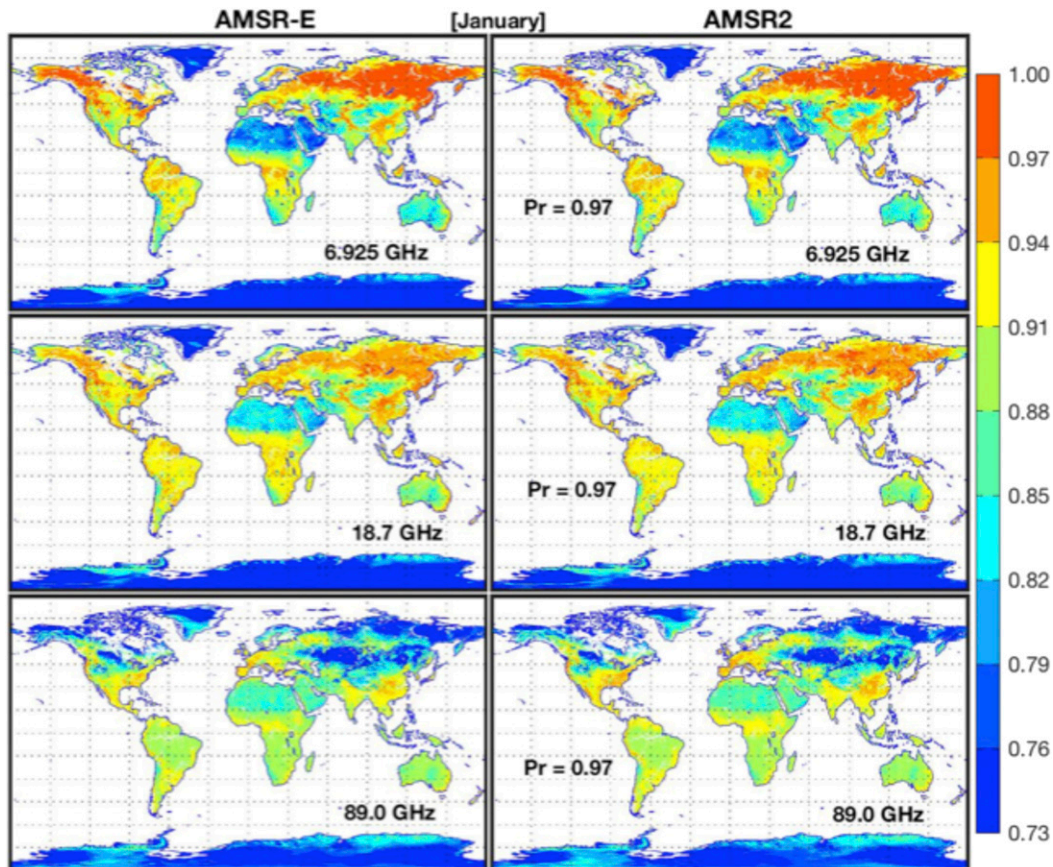 AMSR-E [January] AMSR2
6.925 GHz
Pr = 0.97
6.925 GHz
18.7 GHz
Pr = 0.97
18.7 GHz
89.0 GHz
Pr = 0.97
89.0 GHz
1.00
0.97
0.94
0.91
0.88
0.85
0.82
0.79
0.76
0.73